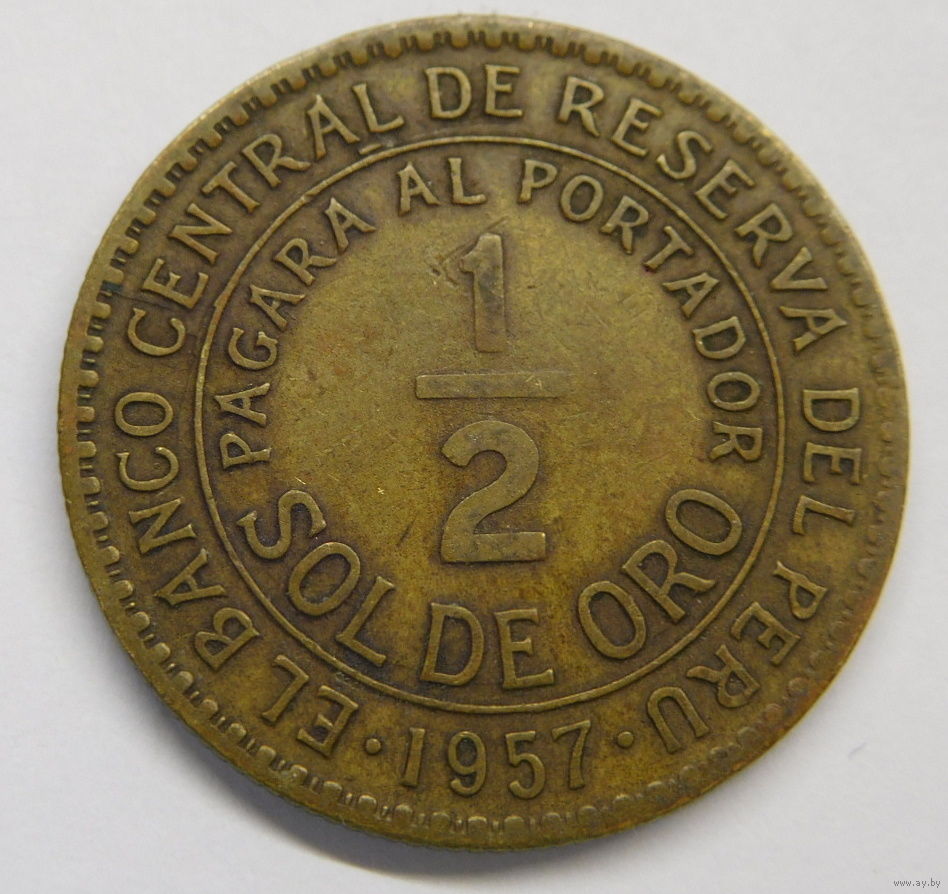 EL BANCO CENTRAL DE RESERVA DEL PERU
PAGARA AL PORTADOR
1
2
SOL DE ORO
· 1957 ·
www.ay.by